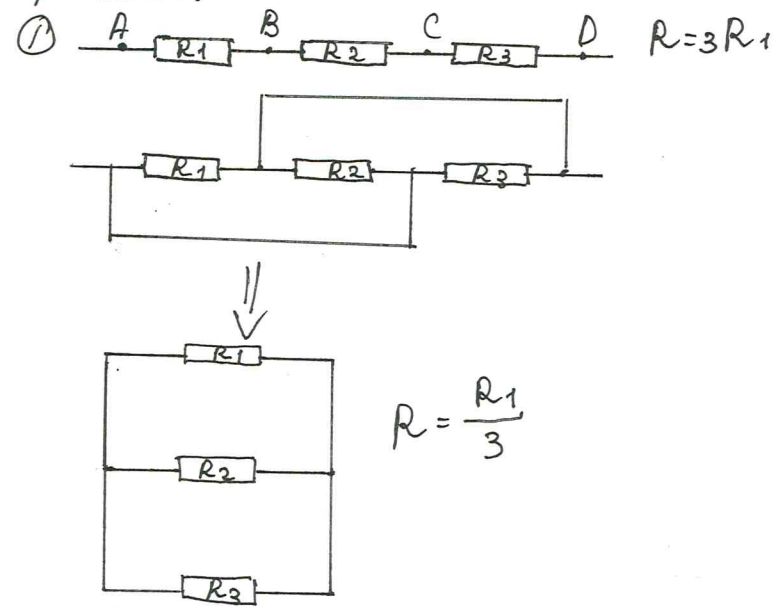 ① A B C D
R1 R2 R3 R=3R1
R1 R2 R3
R1
R = R1/3
R2
R3